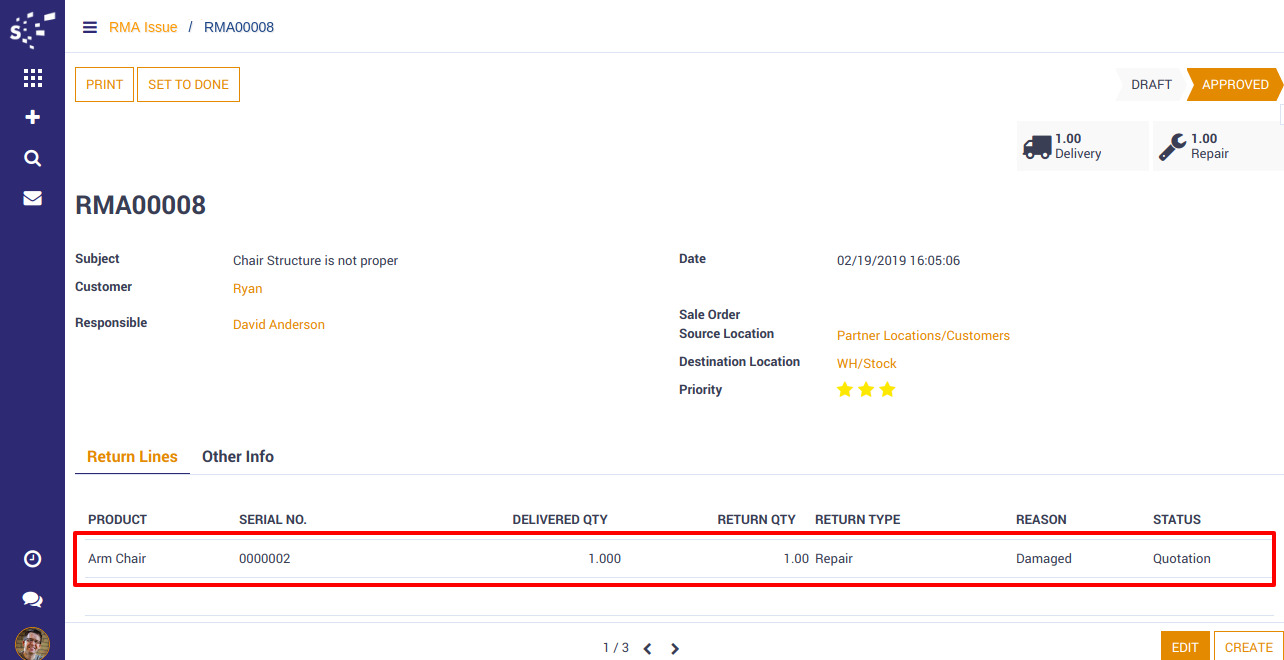 S
RMA Issue / RMA00008
PRINT SET TO DONE DRAFT APPROVED
1.00 1.00
Delivery Repair
RMA00008
Subject Chair Structure is not proper Date 02/19/2019 16:05:06
Customer Ryan
Responsible David Anderson Sale Order
Source Location Partner Locations/Customers
Destination Location WH/Stock
Priority
Return Lines Other Info
PRODUCT SERIAL NO. DELIVERED QTY RETURN QTY RETURN TYPE REASON STATUS
Arm Chair 0000002 1.000 1.00 Repair Damaged Quotation
1 / 3 EDIT CREATE